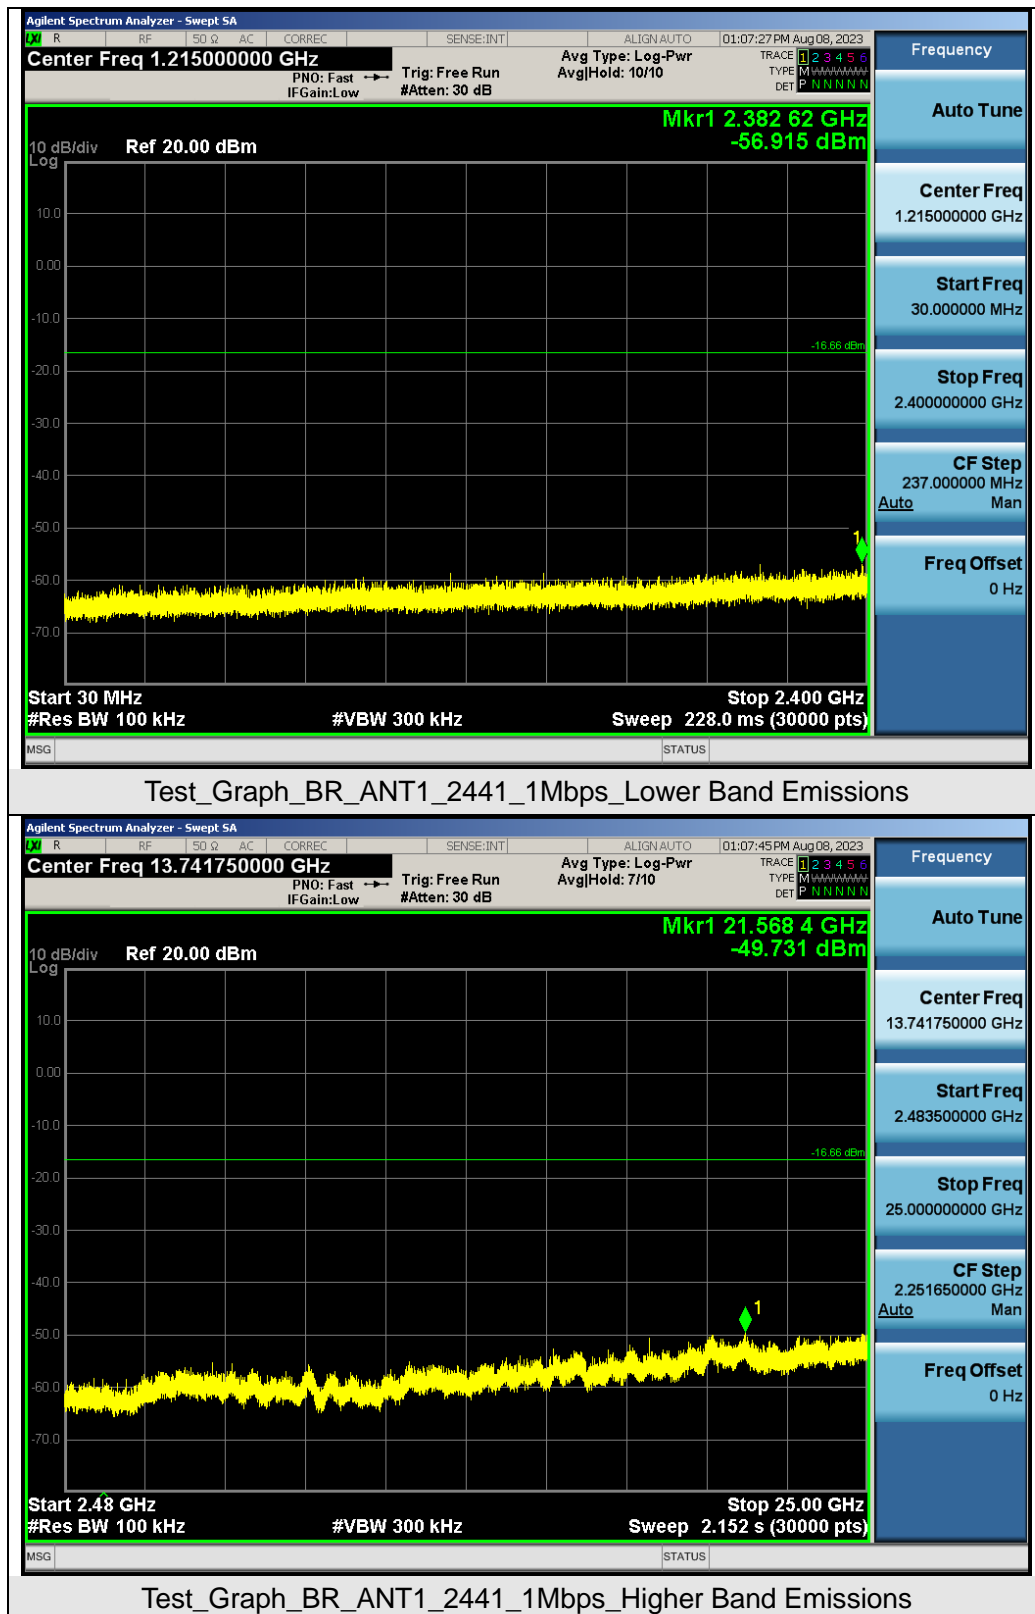 Agilent Spectrum Analyzer - Swept SA
LXI R RF 50 Ω AC CORREC SENSE:INT ALIGN AUTO 01:07:27 PM Aug 08, 2023
Center Freq 1.215000000 GHz
PNO: Fast
IFGain:Low
Trig: Free Run
#Atten: 30 dB
Avg Type: Log-Pwr
Avg|Hold: 10/10
TRACE 1 2 3 4 5 6
TYPE M
DET P N N N N N
Mkr1 2.382 62 GHz
-56.915 dBm
10 dB/div Ref 20.00 dBm
Log
10.0
0.00
-10.0
-16.66 dBm
-20.0
-30.0
-40.0
-50.0
1
-60.0
-70.0
Start 30 MHz Stop 2.400 GHz
#Res BW 100 kHz #VBW 300 kHz Sweep 228.0 ms (30000 pts)
MSG STATUS
Frequency
Auto Tune
Center Freq
1.215000000 GHz
Start Freq
30.000000 MHz
Stop Freq
2.400000000 GHz
CF Step
237.000000 MHz
Auto Man
Freq Offset
0 Hz
Test_Graph_BR_ANT1_2441_1Mbps_Lower Band Emissions
Agilent Spectrum Analyzer - Swept SA
LXI R RF 50 Ω AC CORREC SENSE:INT ALIGN AUTO 01:07:45 PM Aug 08, 2023
Center Freq 13.741750000 GHz
PNO: Fast
IFGain:Low
Trig: Free Run
#Atten: 30 dB
Avg Type: Log-Pwr
Avg|Hold: 7/10
TRACE 1 2 3 4 5 6
TYPE M
DET P N N N N N
Mkr1 21.568 4 GHz
-49.731 dBm
10 dB/div Ref 20.00 dBm
Log
10.0
0.00
-10.0
-16.66 dBm
-20.0
-30.0
-40.0
1
-50.0
-60.0
-70.0
Start 2.48 GHz Stop 25.00 GHz
#Res BW 100 kHz #VBW 300 kHz Sweep 2.152 s (30000 pts)
MSG STATUS
Frequency
Auto Tune
Center Freq
13.741750000 GHz
Start Freq
2.483500000 GHz
Stop Freq
25.000000000 GHz
CF Step
2.251650000 GHz
Auto Man
Freq Offset
0 Hz
Test_Graph_BR_ANT1_2441_1Mbps_Higher Band Emissions